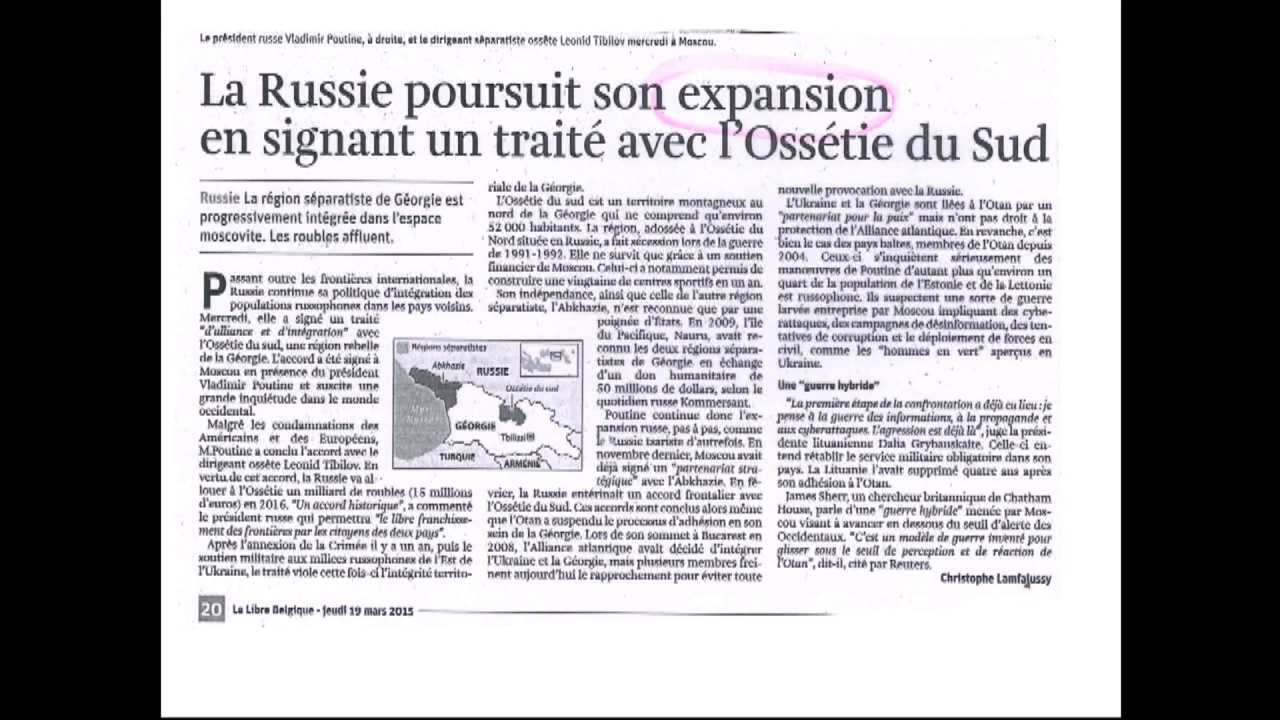 Le président russe Vladimir Poutine, à droite, et le dirigeant séparatiste ossète Leonid Tibilov mercredi à Moscou.
La Russie poursuit son expansion
en signant un traité avec l'Ossétie du Sud
Russie La région séparatiste de Géorgie est
progressivement intégrée dans l'espace
moscovite. Les roubles affluent.
Passant outre les frontières internationales, la
Russie continue sa politique d'intégration des
populations russophones dans les pays voisins.
Mercredi, elle a signé un traité
"d'alliance et d'intégration" avec
l'Ossétie du sud, une région rebelle
de la Géorgie. L'accord a été signé à
Moscou en présence du président
Vladimir Poutine et suscite une
grande inquiétude dans le monde
occidental.
Malgré les condamnations des
Américains et des Européens,
M.Poutine a conclu l'accord avec le
dirigeant ossète Leonid Tibilov. En
vertu de cet accord, la Russie va al-
louer à l'Ossétie un milliard de roubles (15 millions
d'euros) en 2016. "Un accord historique", a commenté
le président russe qui permettra "le libre franchisse-
ment des frontières par les citoyens des deux pays".
Après l'annexion de la Crimée il y a un an, puis le
soutien militaire aux milices russophones de l'Est de
l'Ukraine, le traité viole cette fois-ci l'intégrité territo-
riale de la Géorgie.
L'Ossétie du sud est un territoire montagneux au
nord de la Géorgie qui ne comprend qu'environ
52 000 habitants. La région, adossée à l'Ossétie du
Nord située en Russie, a fait sécession lors de la guerre
de 1991-1992. Elle ne survit que grâce à un soutien
financier de Moscou. Celui-ci a notamment permis de
construire une vingtaine de centres sportifs en un an.
Son indépendance, ainsi que celle de l'autre région
séparatiste, l'Abkhazie, n'est reconnue que par une
poignée d'États. En 2009, l'île
du Pacifique, Nauru, avait re-
connu les deux régions sépara-
tistes de Géorgie en échange
d'un don humanitaire de
50 millions de dollars, selon le
quotidien russe Kommersant.
Poutine continue donc l'ex-
pansion russe, pas à pas, comme
la Russie tsariste d'autrefois. En
novembre dernier, Moscou avait
déjà signé un "partenariat stra-
tégique" avec l'Abkhazie. En fé-
vrier, la Russie entérinait un accord frontalier avec
l'Ossétie du Sud. Ces accords sont conclus alors même
que l'Otan a suspendu le processus d'adhésion en son
sein de la Géorgie. Lors de son sommet à Bucarest en
2008, l'Alliance atlantique avait décidé d'intégrer
l'Ukraine et la Géorgie, mais plusieurs membres frei-
nent aujourd'hui le rapprochement pour éviter toute
Régions séparatistes
Abkhazie
RUSSIE
Ossétie du sud
GÉORGIE
Tbilissi
TURQUIE
ARMÉNIE
nouvelle provocation avec la Russie.
L'Ukraine et la Géorgie sont liées à l'Otan par un
"partenariat pour la paix" mais n'ont pas droit à la
protection de l'Alliance atlantique. En revanche, c'est
bien le cas des pays baltes, membres de l'Otan depuis
2004. Ceux-ci s'inquiètent sérieusement des
manœuvres de Poutine d'autant plus qu'environ un
quart de la population de l'Estonie et de la Lettonie
est russophone. Ils suspectent une sorte de guerre
larvée entreprise par Moscou impliquant des cybe-
rattaques, des campagnes de désinformation, des ten-
tatives de corruption et le déploiement de forces en
civil, comme les "hommes en vert" aperçus en
Ukraine.
Une "guerre hybride"
"La première étape de la confrontation a déjà eu lieu : je
pense à la guerre des informations, à la propagande et
aux cyberattaques. L'agression est déjà là", juge la prési-
dente lituanienne Dalia Grybanskaite. Celle-ci en-
tend rétablir le service militaire obligatoire dans son
pays. La Lituanie l'avait supprimé quatre ans après
son adhésion à l'Otan.
James Sherr, un chercheur britannique de Chatham
House, parle d'une "guerre hybride" menée par Mos-
cou visant à avancer en dessous du seuil d'alerte des
Occidentaux. "C'est un modèle de guerre inventé pour
glisser sous le seuil de perception et de réaction de
l'Otan", dit-il, cité par Reuters.
Christophe Lamfalussy
20 La Libre Belgique - jeudi 19 mars 2015